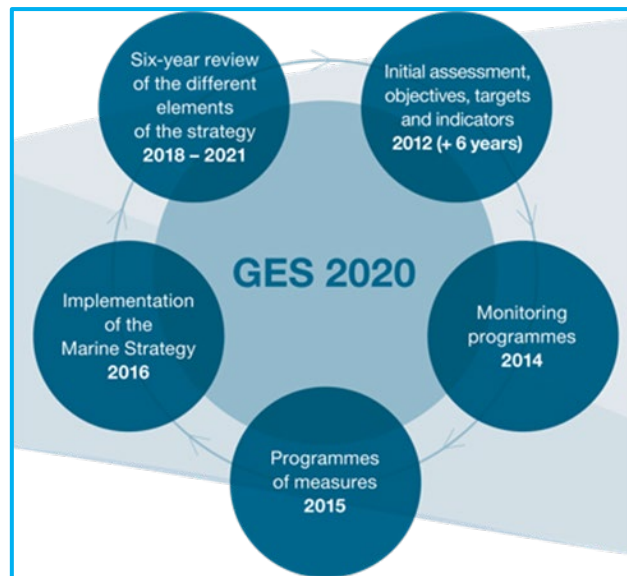 Six-year review
of the different
elements
of the strategy
2018 – 2021
Initial assessment,
objectives, targets
and indicators
2012 (+ 6 years)
GES 2020
Implementation
of the
Marine Strategy
2016
Monitoring
programmes
2014
Programmes
of measures
2015